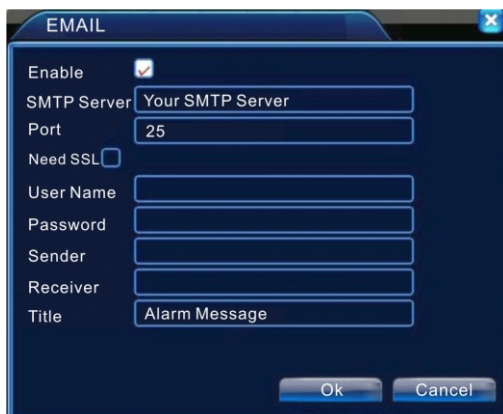 EMAIL
Enable
SMTP Server Your SMTP Server
Port 25
Need SSL
User Name
Password
Sender
Receiver
Title Alarm Message
Ok Cancel